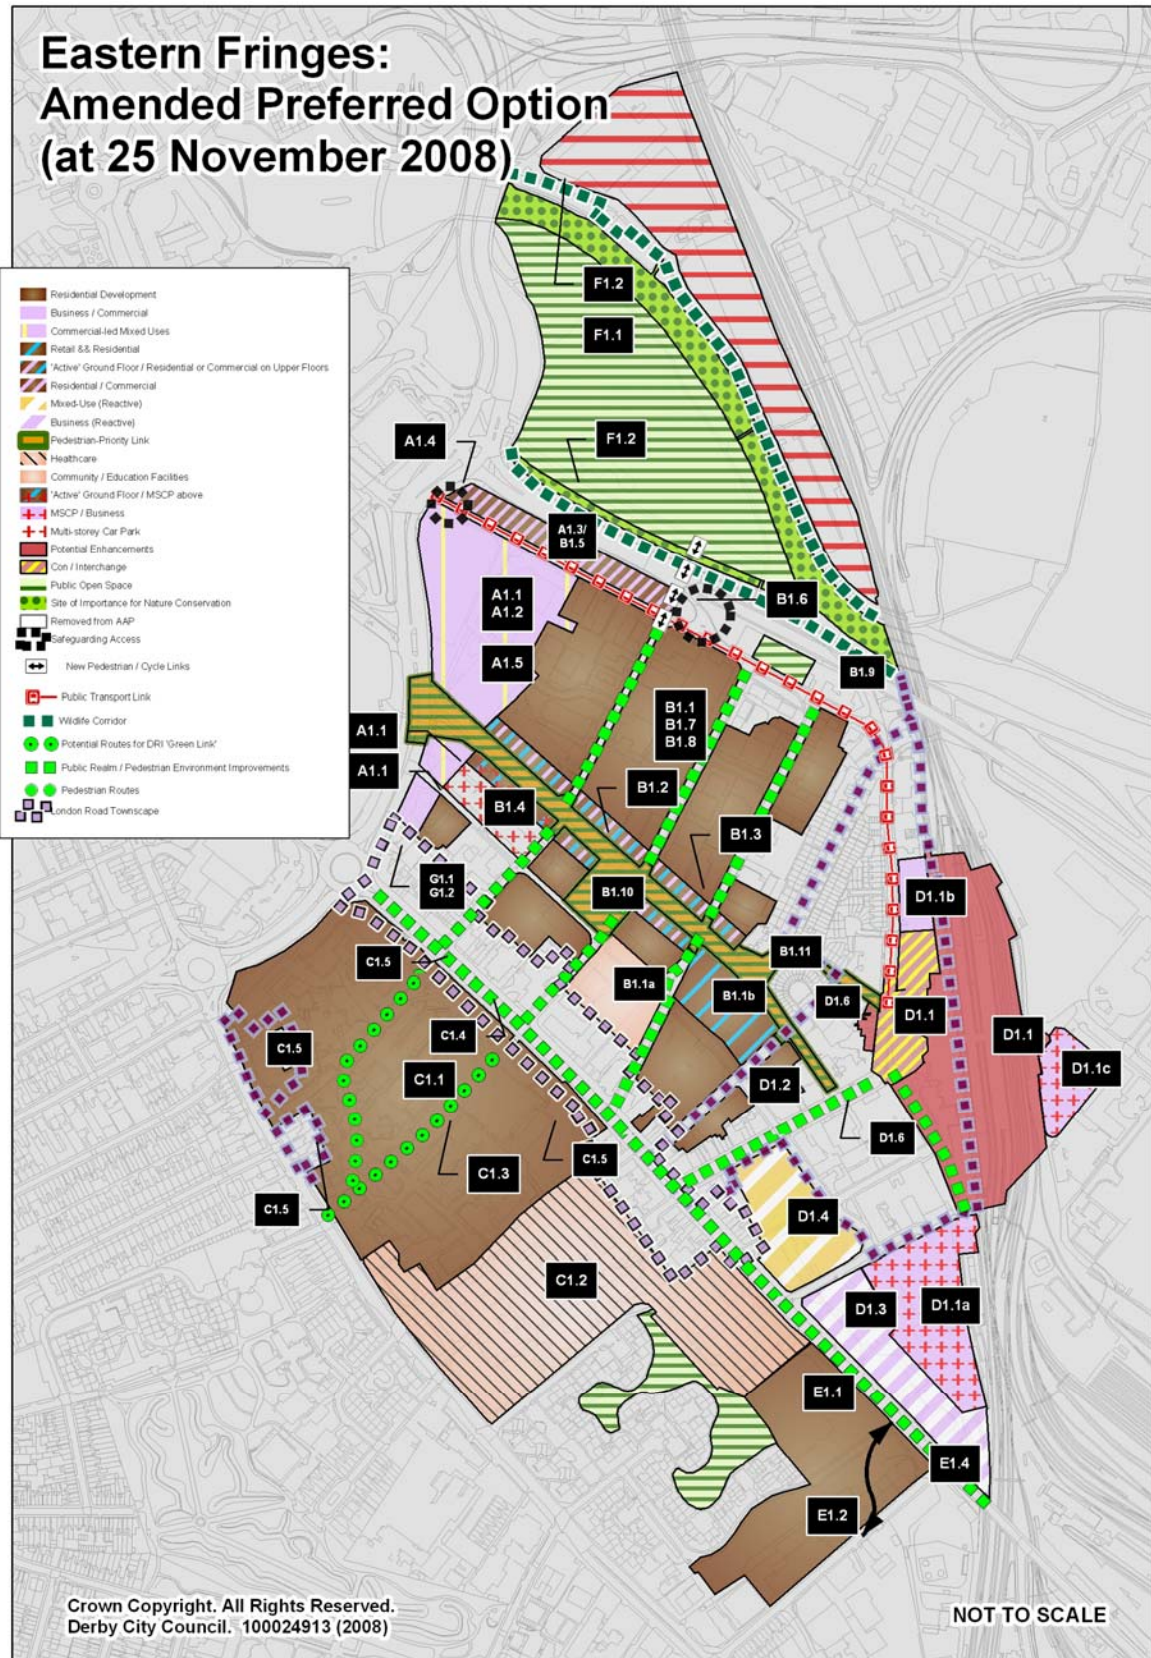 Eastern Fringes:
Amended Preferred Option
(at 25 November 2008)
Residential Development
Business / Commercial
Commercial-led Mixed Uses
Retail && Residential
'Active' Ground Floor / Residential or Commercial on Upper Floors
Residential / Commercial
Mixed-Use (Reactive)
Business (Reactive)
Pedestrian-Priority Link
Healthcare
Community / Education Facilities
'Active' Ground Floor / MSCP above
MSCP / Business
Multi-storey Car Park
Potential Enhancements
Con / Interchange
Public Open Space
Site of Importance for Nature Conservation
Removed from AAP
Safeguarding Access
New Pedestrian / Cycle Links
Public Transport Link
Wildlife Corridor
Potential Routes for DRI 'Green Link'
Public Realm / Pedestrian Environment Improvements
Pedestrian Routes
London Road Townscape
F1.2
F1.1
F1.2
A1.4
A1.3/
B1.5
A1.1
A1.2
B1.6
A1.5
B1.9
A1.1
B1.1
B1.7
B1.8
A1.1
B1.2
B1.4
B1.3
G1.1
G1.2
B1.10
D1.1b
C1.5
B1.11
B1.1a
B1.1b
D1.6
D1.1
C1.4
D1.1
C1.5
D1.1c
C1.1
D1.2
D1.6
C1.3
C1.5
C1.5
D1.4
C1.2
D1.3
D1.1a
E1.1
E1.4
E1.2
Crown Copyright. All Rights Reserved.
Derby City Council. 100024913 (2008)
NOT TO SCALE